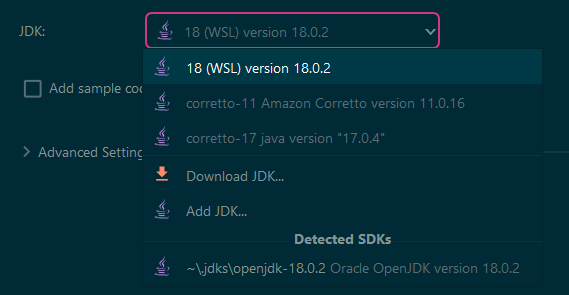 JDK: 18 (WSL) version 18.0.2
18 (WSL) version 18.0.2
Add sample co
corretto-11 Amazon Corretto version 11.0.16
corretto-17 java version "17.0.4"
Advanced Setting
Download JDK...
Add JDK...
Detected SDKs
~\.jdks\openjdk-18.0.2 Oracle OpenJDK version 18.0.2